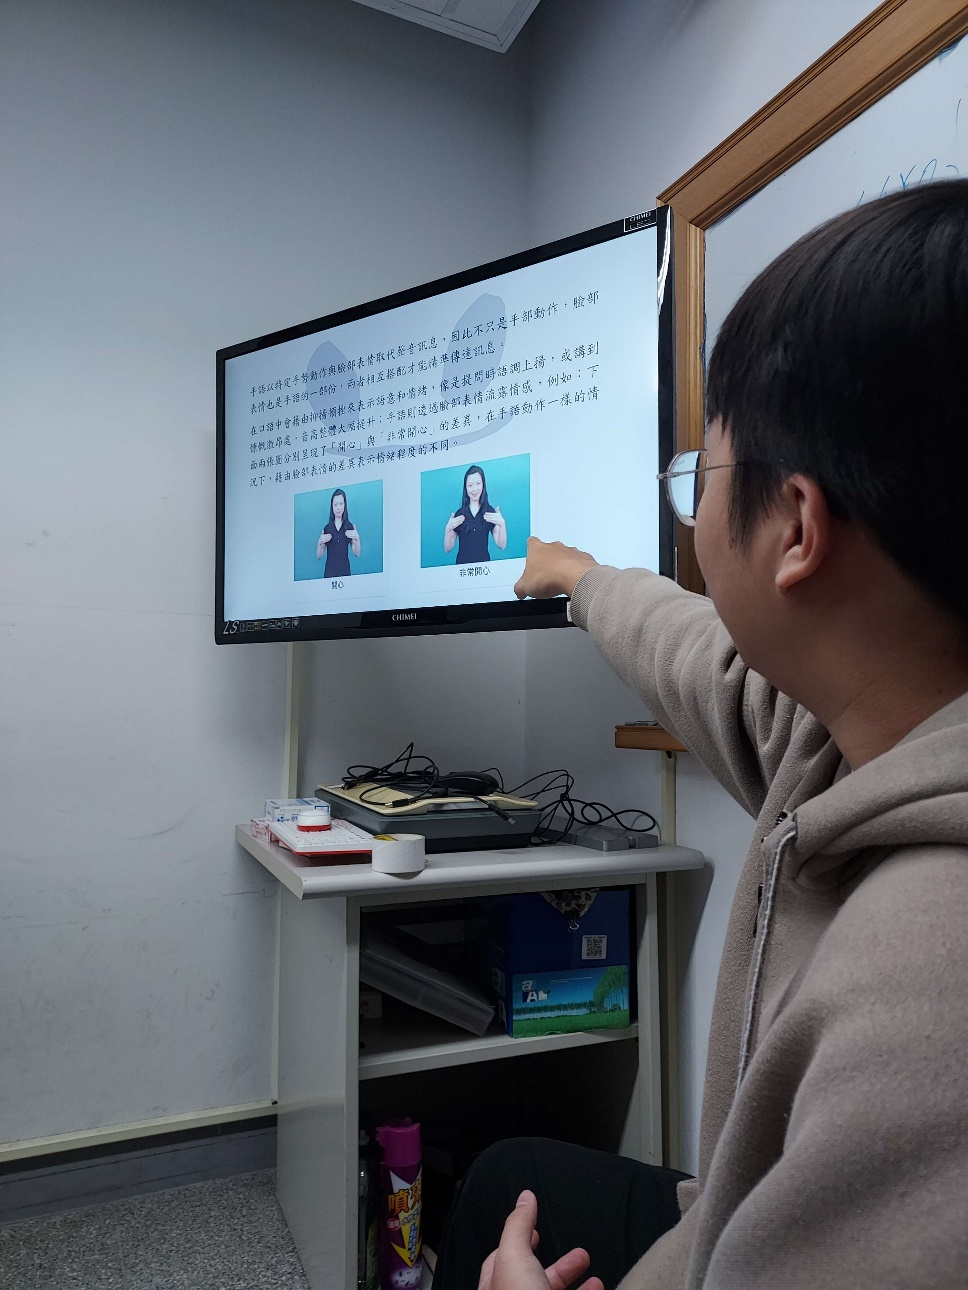 CHIMEI
手語以特定手勢動作與臉部表情取代聲音訊息，因此不只是手部動作，臉部
表情也是手語的一部份，兩者相互搭配才能清準傳達訊息。
在口語中會藉由抑揚頓挫來表示語意和情緒，像是提問時語調上揚，或講到
慷慨激昂處，音高整體大幅提升；手語則透過臉部表情流露情感，例如：下
面兩張圖分別呈現了「開心」與「非常開心」的差異，在手語動作一樣的情
況下，藉由臉部表情的差異表示情緒程度的不同。
開心
非常開心
CHIMEI